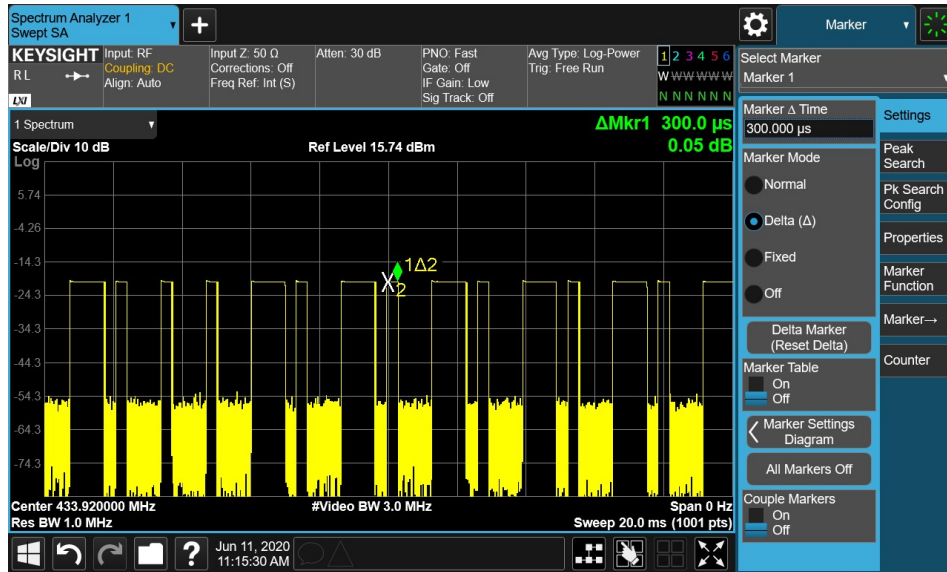 Spectrum Analyzer 1
Swept SA
+
Marker
KEYSIGHT
RL
LXI
Input: RF
Coupling: DC
Align: Auto
Input Z: 50 Ω
Corrections: Off
Freq Ref: Int (S)
Atten: 30 dB
PNO: Fast
Gate: Off
IF Gain: Low
Sig Track: Off
Avg Type: Log-Power
Trig: Free Run
1 2 3 4 5 6
W W W W W W
N N N N N N
Select Marker
Marker 1
1 Spectrum
ΔMkr1 300.0 µs
0.05 dB
Scale/Div 10 dB
Ref Level 15.74 dBm
Log
5.74
-4.26
-14.3
-24.3
-34.3
-44.3
-54.3
-64.3
-74.3
1Δ2
X
2
Center 433.920000 MHz
Res BW 1.0 MHz
#Video BW 3.0 MHz
Span 0 Hz
Sweep 20.0 ms (1001 pts)
Marker Δ Time
300.000 µs
Marker Mode
Normal
Delta (Δ)
Fixed
Off
Delta Marker
(Reset Delta)
Marker Table
On
Off
Marker Settings
Diagram
All Markers Off
Couple Markers
On
Off
Settings
Peak
Search
Pk Search
Config
Properties
Marker
Function
Marker→
Counter
?
Jun 11, 2020
11:15:30 AM